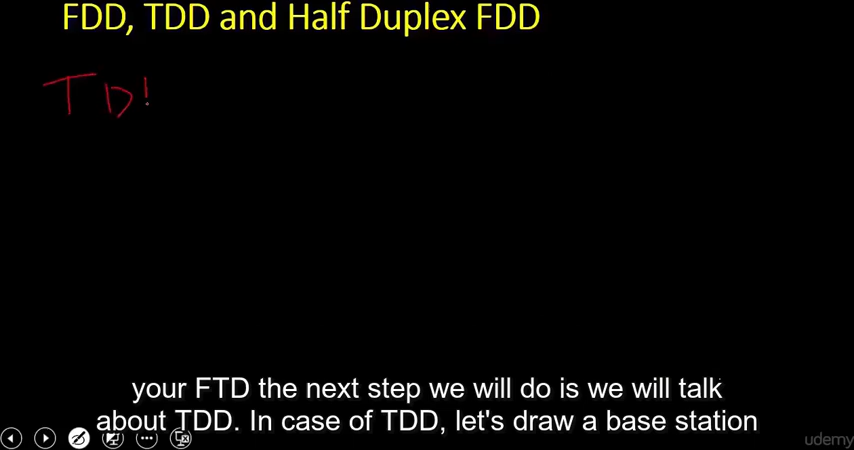 FDD, TDD and Half Duplex FDD
TD
your FTD the next step we will do is we will talk
about TDD. In case of TDD, let's draw a base station
udemy